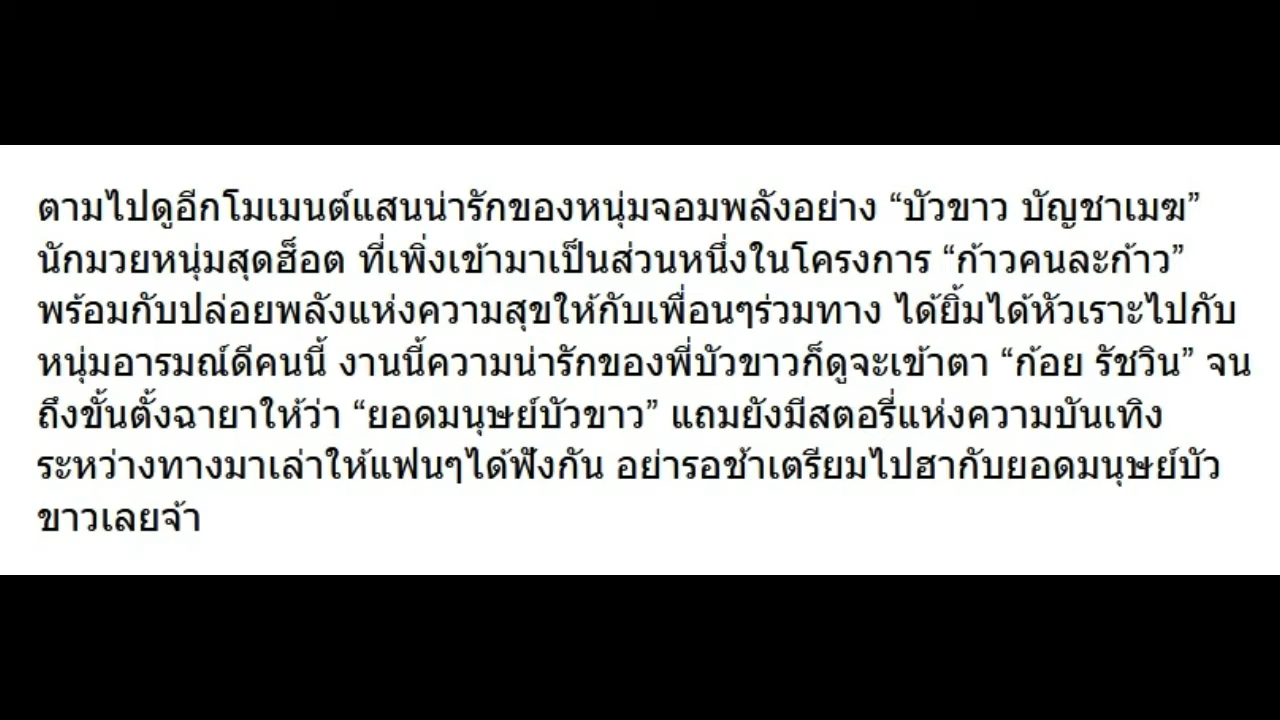 ตามไปดูอีกโมเมนต์แสนน่ารักของหนุ่มจอมพลังอย่าง “บัวขาว บัญชาเมฆ”
นักมวยหนุ่มสุดฮ็อต ที่เพิ่งเข้ามาเป็นส่วนหนึ่งในโครงการ “ก้าวคนละก้าว”
พร้อมกับปล่อยพลังแห่งความสุขให้กับเพื่อนๆร่วมทาง ได้ยิ้มได้หัวเราะไปกับ
หนุ่มอารมณ์ดีคนนี้ งานนี้ความน่ารักของพี่บัวขาวก็ดูจะเข้าตา “ก้อย รัชวิน” จน
ถึงขั้นตั้งฉายาให้ว่า “ยอดมนุษย์บัวขาว” แถมยังมีสตอรี่แห่งความบันเทิง
ระหว่างทางมาเล่าให้แฟนๆได้ฟังกัน อย่ารอช้าเตรียมไปฮากับยอดมนุษย์บัว
ขาวเลยจ้า